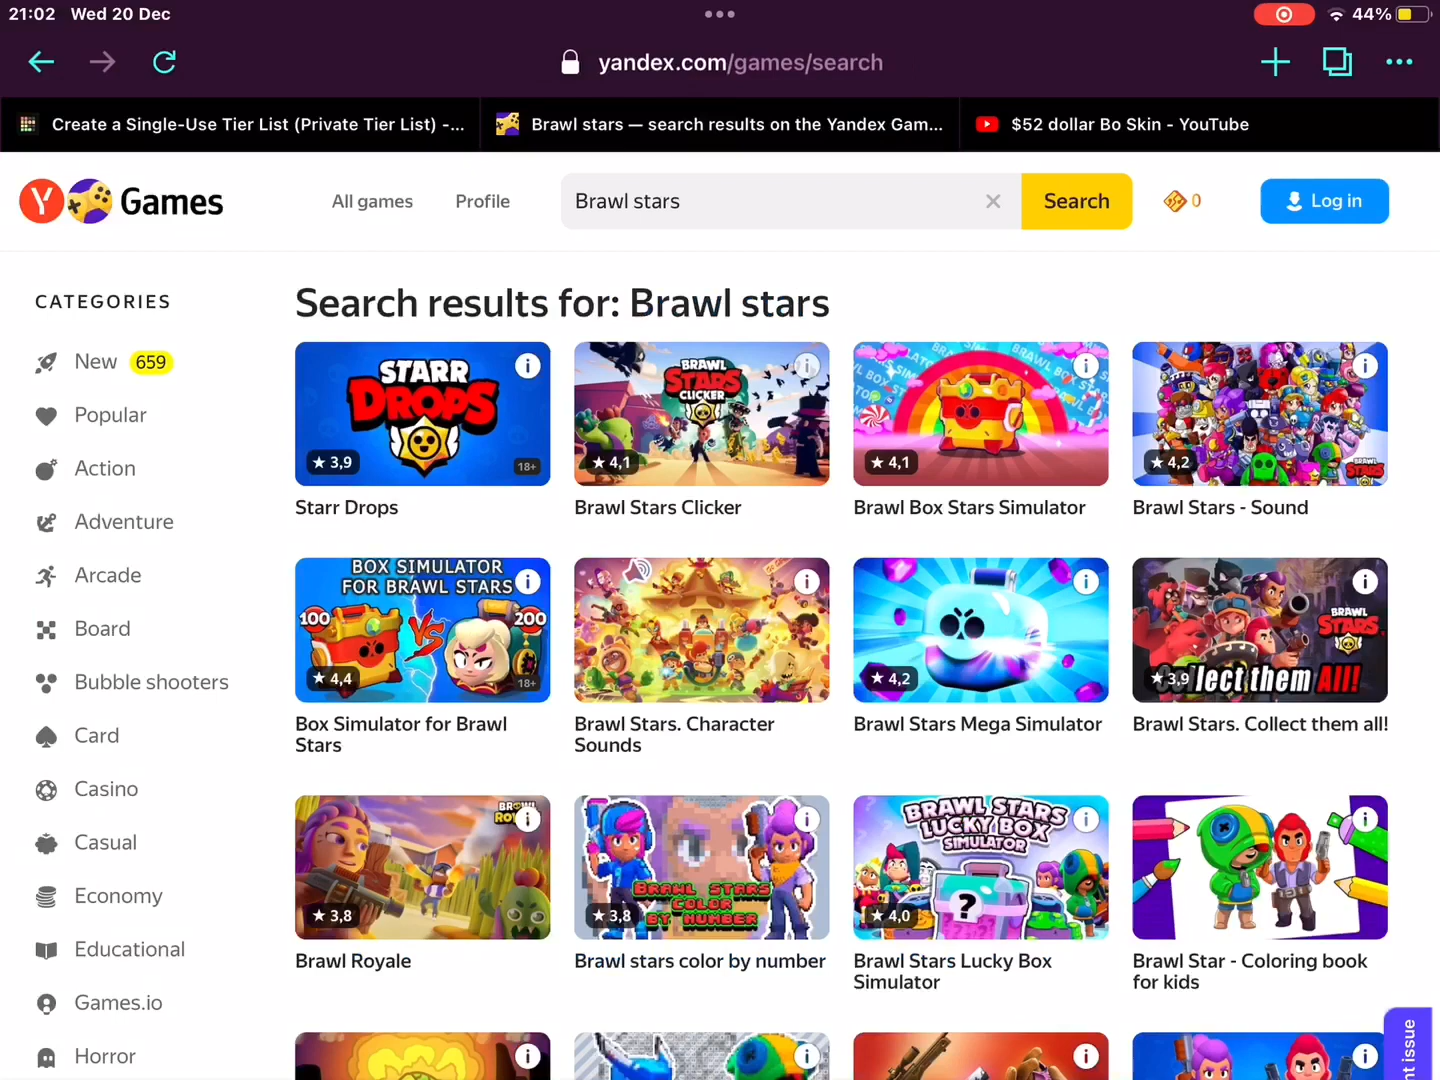 21:02 Wed 20 Dec
44%
yandex.com/games/search
Create a Single-Use Tier List (Private Tier List) -...
Brawl stars — search results on the Yandex Gam...
$52 dollar Bo Skin - YouTube
Y Games
All games
Profile
Brawl stars
Search
0
Log in
CATEGORIES
New 659
Popular
Action
Adventure
Arcade
Board
Bubble shooters
Card
Casino
Casual
Economy
Educational
Games.io
Horror
Search results for: Brawl stars
STARR
DROPS
3,9
18+
Starr Drops
BRAWL
STARS
CLICKER
4,1
Brawl Stars Clicker
4,1
Brawl Box Stars Simulator
BRAWL
STARS
4,2
Brawl Stars - Sound
BOX SIMULATOR
FOR BRAWL STARS
100
VS
200
4,4
18+
Box Simulator for Brawl
Stars
Brawl Stars. Character
Sounds
4,2
Brawl Stars Mega Simulator
BRAWL
STARS
3,9
lect them All!
Brawl Stars. Collect them all!
3,8
Brawl Royale
BRAWL STARS
COLOR
BY NUMBER
3,8
Brawl stars color by number
BRAWL STARS
LUCKY BOX
SIMULATOR
?
4,0
Brawl Stars Lucky Box
Simulator
Brawl Star - Coloring book
for kids
nt issue